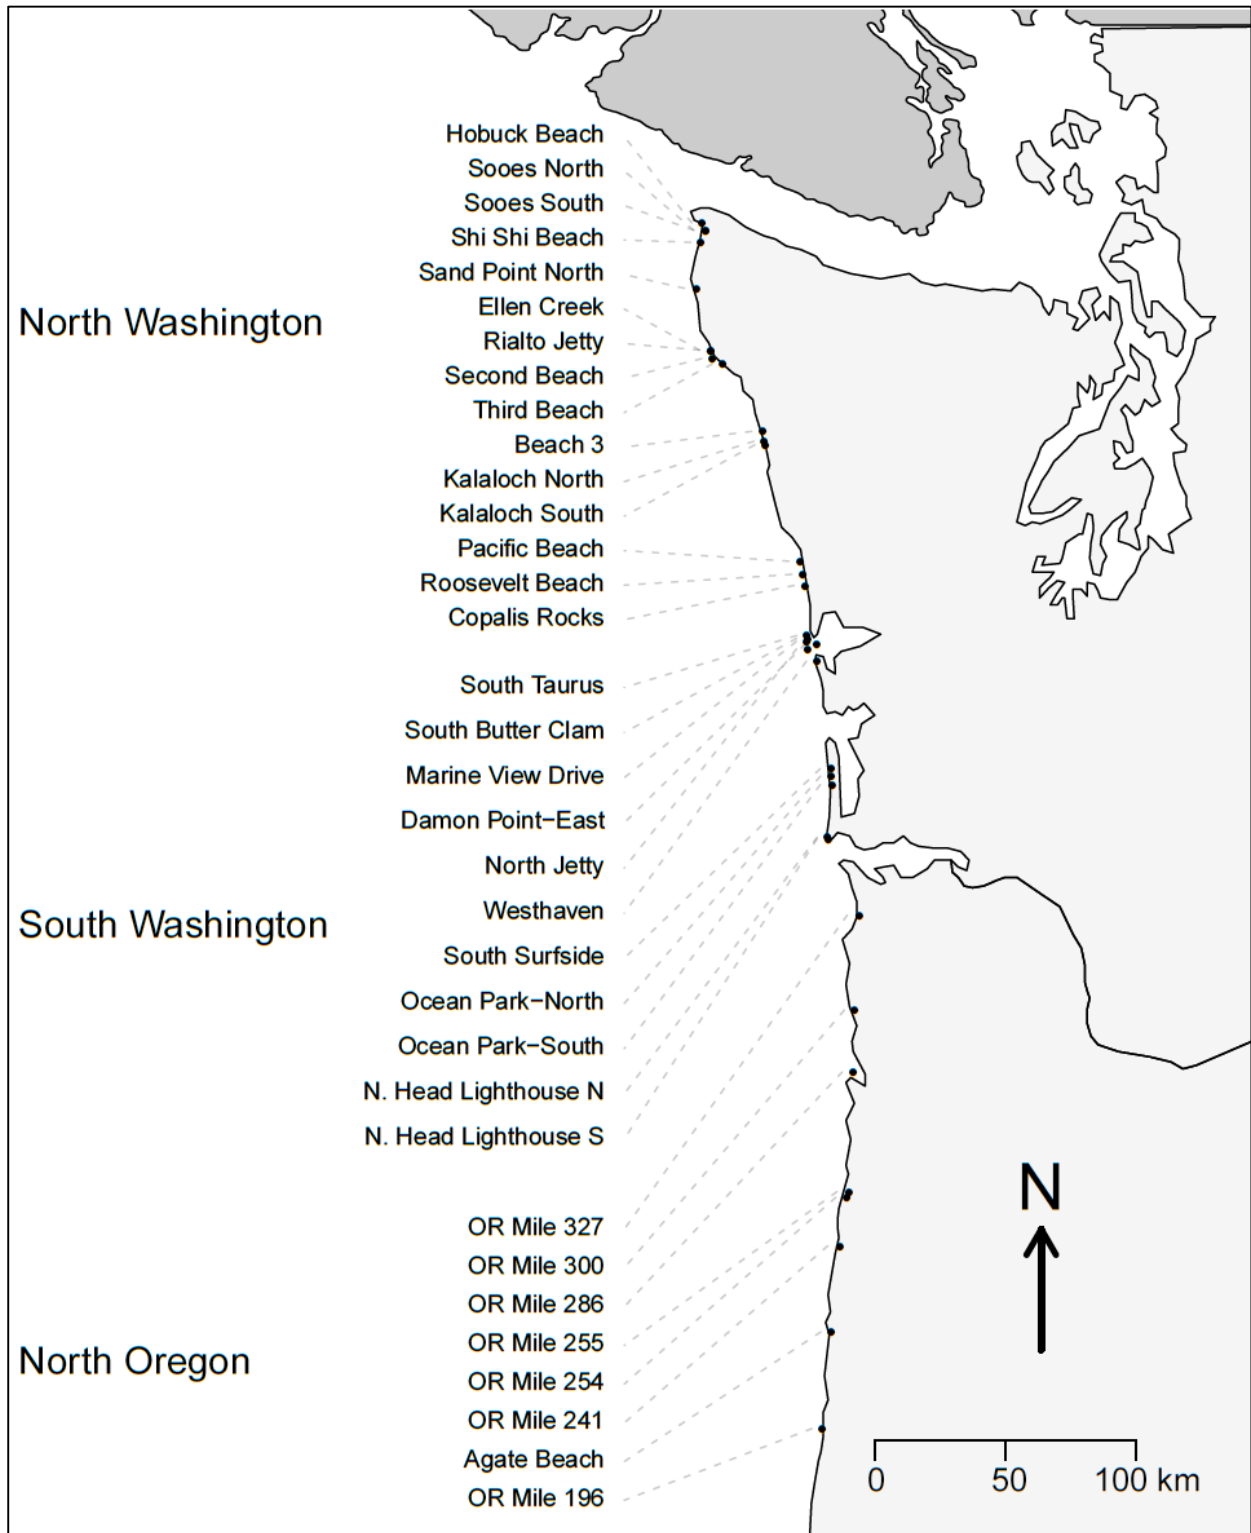 Hobuck Beach
Sooes North
Sooes South
Shi Shi Beach
Sand Point North
Ellen Creek
North Washington
Rialto Jetty
Second Beach
Third Beach
Beach 3
Kalaloch North
Kalaloch South
Pacific Beach
Roosevelt Beach
Copalis Rocks
South Taurus
South Butter Clam
Marine View Drive
Damon Point−East
North Jetty
Westhaven
South Washington
South Surfside
Ocean Park−North
Ocean Park−South
N. Head Lighthouse N
N. Head Lighthouse S
N
OR Mile 327
OR Mile 300
OR Mile 286
OR Mile 255
North Oregon
OR Mile 254
OR Mile 241
Agate Beach
0 50 100 km
OR Mile 196